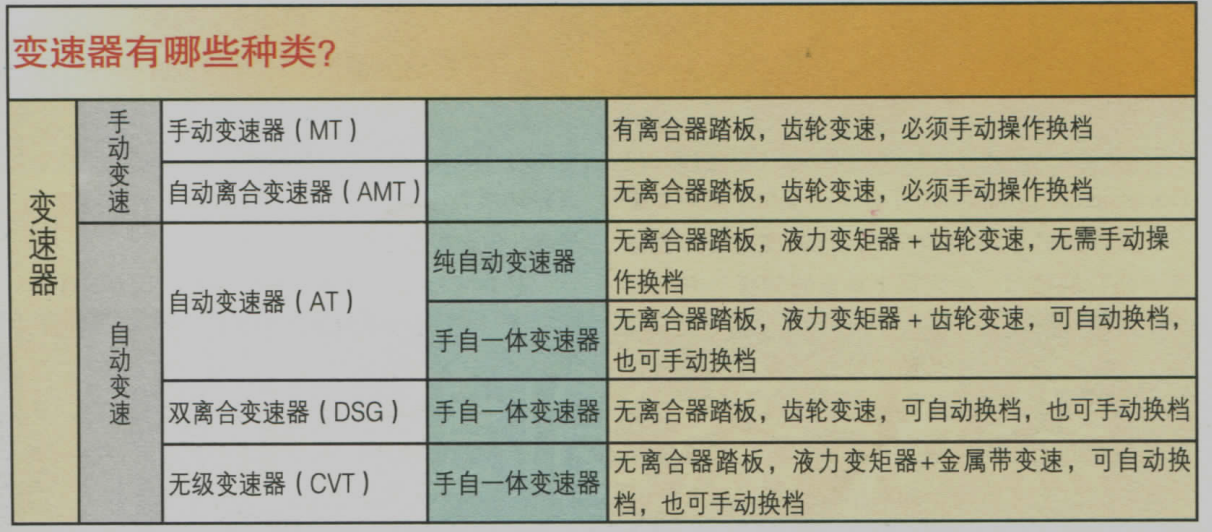 变速器有哪些种类?
变速器
手动变速
手动变速器(MT)
有离合器踏板，齿轮变速，必须手动操作换档
自动离合变速器(AMT)
无离合器踏板，齿轮变速，必须手动操作换档
自动变速
自动变速器(AT)
纯自动变速器
无离合器踏板，液力变矩器+齿轮变速，无需手动操
作换档
手自一体变速器
无离合器踏板，液力变矩器+齿轮变速，可自动换档，
也可手动换档
双离合变速器(DSG)
手自一体变速器
无离合器踏板，齿轮变速，可自动换档，也可手动换档
无级变速器(CVT)
手自一体变速器
无离合器踏板，液力变矩器+金属带变速，可自动换
档，也可手动换档